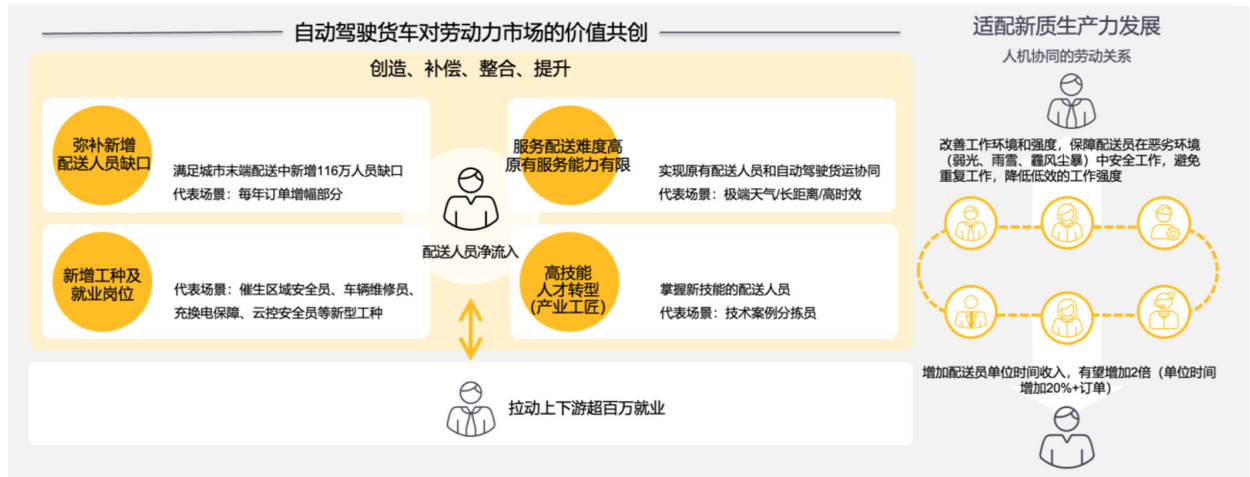 自动驾驶货车对劳动力市场的价值共创
创造、补偿、整合、提升
弥补新增
配送人员缺口
满足城市末端配送中新增116万人员缺口
代表场景：每年订单增幅部分
服务配送难度高
原有服务能力有限
实现原有配送人员和自动驾驶货运协同
代表场景：极端天气/长距离/高时效
配送人员净流入
新增工种及
就业岗位
代表场景：催生区域安全员、车辆维修员、
充换电保障、云控安全员等新型工种
高技能
人才转型
(产业工匠)
掌握新技能的配送人员
代表场景：技术案例分拣员
拉动上下游超百万就业
适配新质生产力发展
人机协同的劳动关系
改善工作环境和强度，保障配送员在恶劣环境
（弱光、雨雪、霾风尘暴）中安全工作，避免
重复工作，降低低效的工作强度
增加配送员单位时间收入，有望增加2倍（单位时间
增加20%+订单）